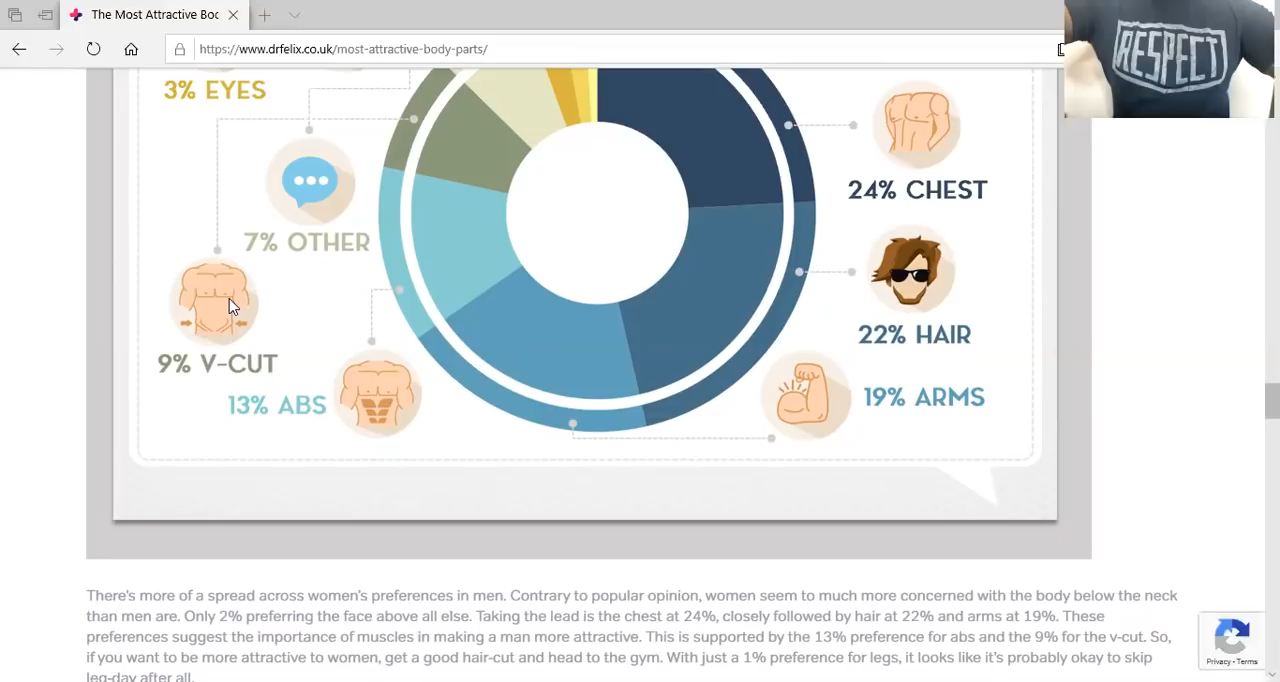 The Most Attractive Boc
https://www.drfelix.co.uk/most-attractive-body-parts/
RESPECT
3% EYES
24% CHEST
7% OTHER
22% HAIR
9% V-CUT
13% ABS
19% ARMS
There's more of a spread across women's preferences in men. Contrary to popular opinion, women seem to much more concerned with the body below the neck
than men are. Only 2% preferring the face above all else. Taking the lead is the chest at 24%, closely followed by hair at 22% and arms at 19%. These
preferences suggest the importance of muscles in making a man more attractive. This is supported by the 13% preference for abs and the 9% for the v-cut. So,
if you want to be more attractive to women, get a good hair-cut and head to the gym. With just a 1% preference for legs, it looks like it's probably okay to skip
leg-day after all.
Privacy - Terms